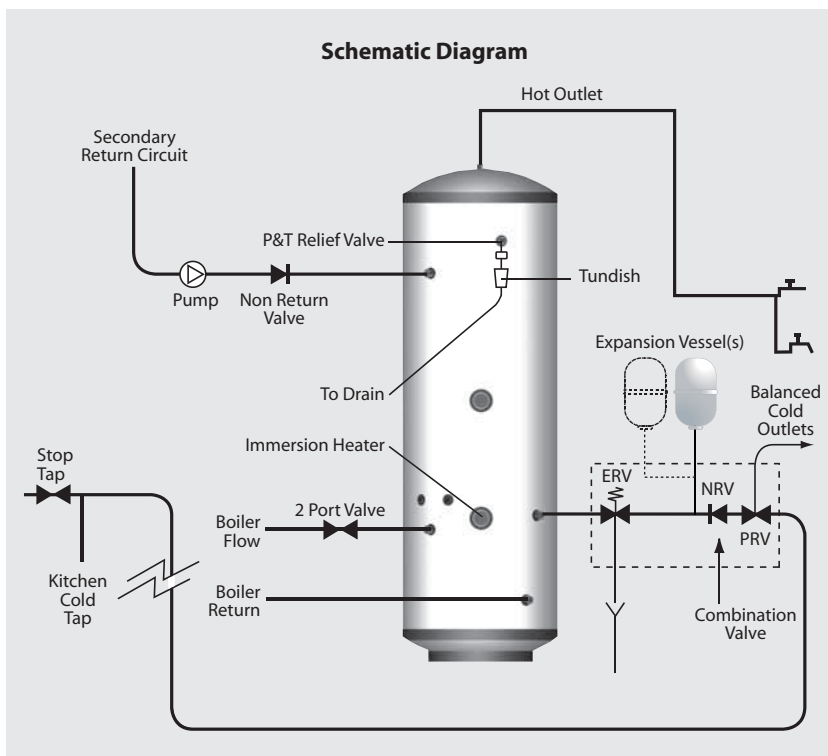 Schematic Diagram
Hot Outlet
Secondary
Return Circuit
P&T Relief Valve
Tundish
Pump
Non Return
Valve
Expansion Vessel(s)
To Drain
Balanced
Cold
Outlets
Immersion Heater
Stop
Tap
ERV
NRV
2 Port Valve
Boiler
Flow
PRV
Kitchen
Cold
Tap
Boiler
Return
Combination
Valve